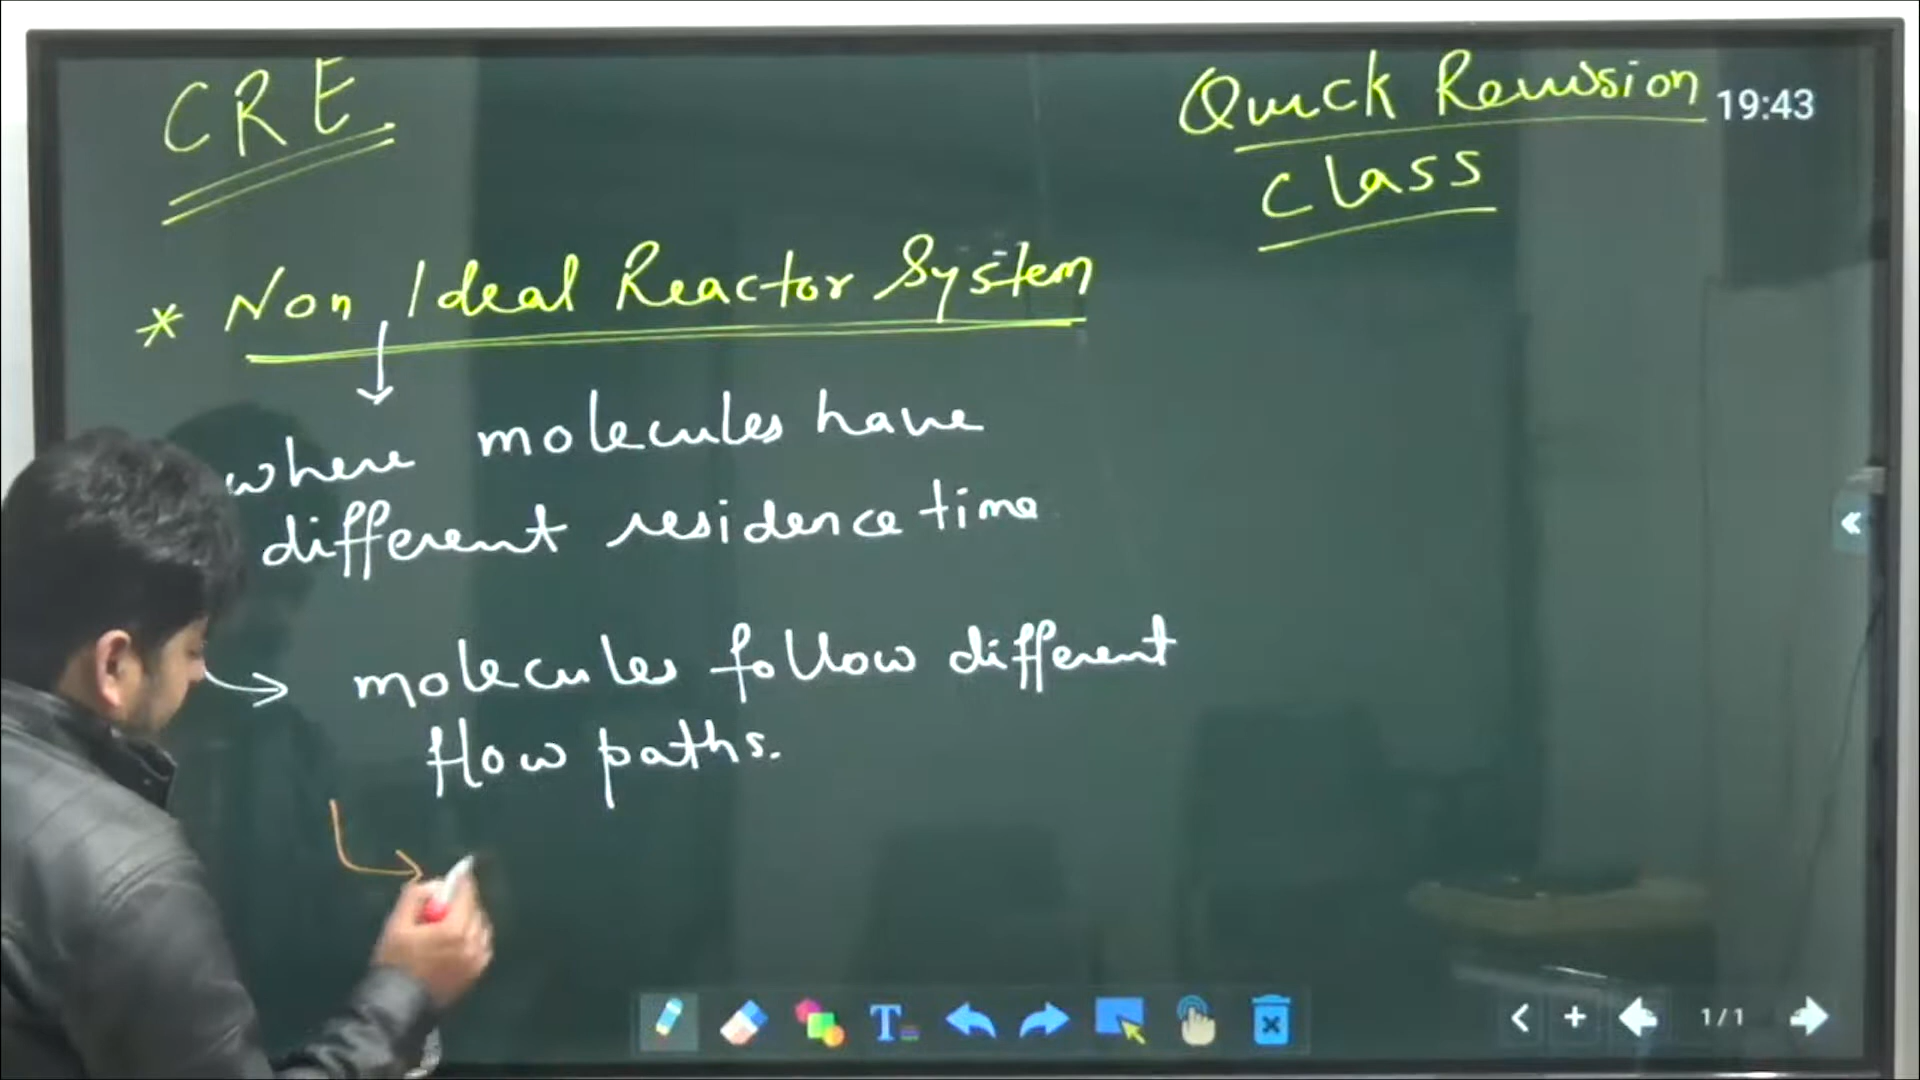 CRE
Quick Revision
19:43
class
* Non Ideal Reactor System
where molecules have
different residence time
molecules follow different
flow paths.
T
1/1